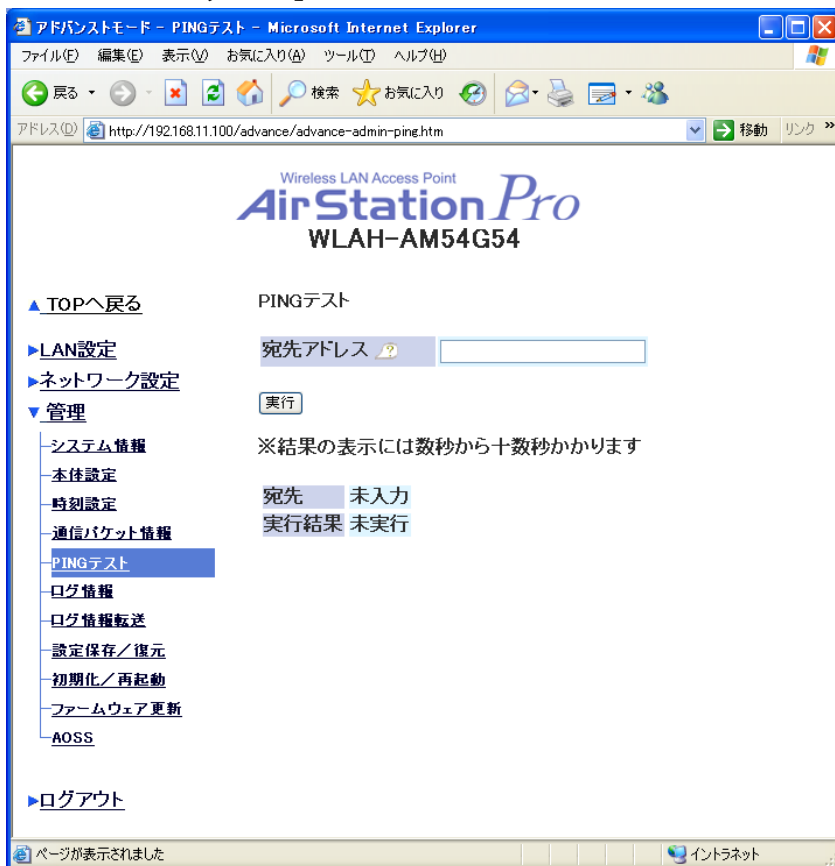 アドバンストモード - PINGテスト - Microsoft Internet Explorer
ファイル(F) 編集(E) 表示(V) お気に入り(A) ツール(T) ヘルプ(H)
戻る 検索 お気に入り
アドレス(D) http://192.168.11.100/advance/advance-admin-ping.htm 移動 リンク »
Wireless LAN Access Point
AirStation Pro
WLAH-AM54G54
▲ TOPへ戻る
▶LAN設定
▶ネットワーク設定
▼ 管理
システム情報
本体設定
時刻設定
通信パケット情報
PINGテスト
ログ情報
ログ情報転送
設定保存／復元
初期化／再起動
ファームウェア更新
AOSS
▶ログアウト
PINGテスト
宛先アドレス ?
実行
※結果の表示には数秒から十数秒かかります
宛先 未入力
実行結果 未実行
ページが表示されました イントラネット